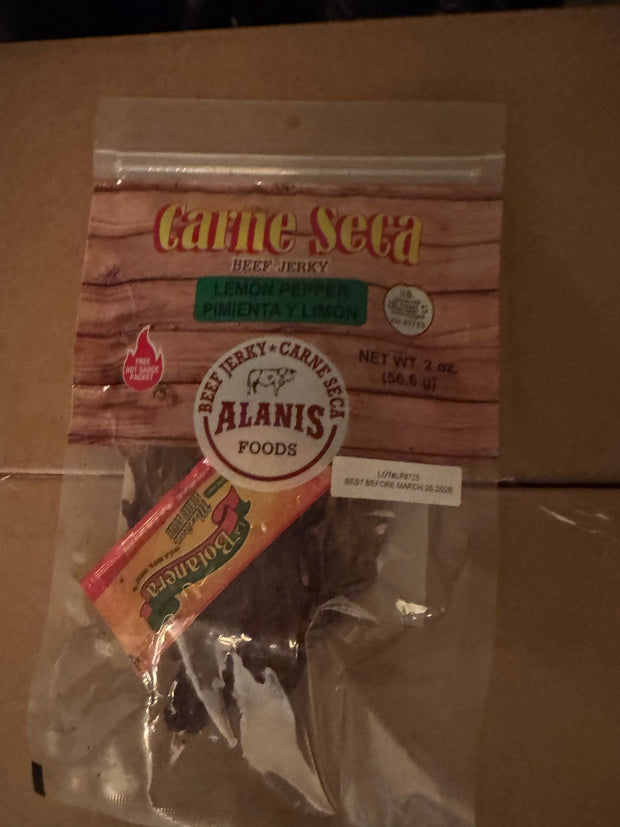 Carne Seca
BEEF JERKY
LEMON PEPPER
PIMIENTA Y LIMON
FREE
HOT SAUCE
PACKET
NET WT. 2 oz.
(56.6 g)
BEEF JERKY ★ CARNE SECA
ALANIS
FOODS
BEST BEFORE MARCH 28 2026
Botanera